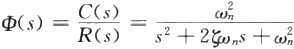 Φ(s) = C(s)/R(s) = ωₙ²/(s² + 2ζωₙs + ωₙ²)